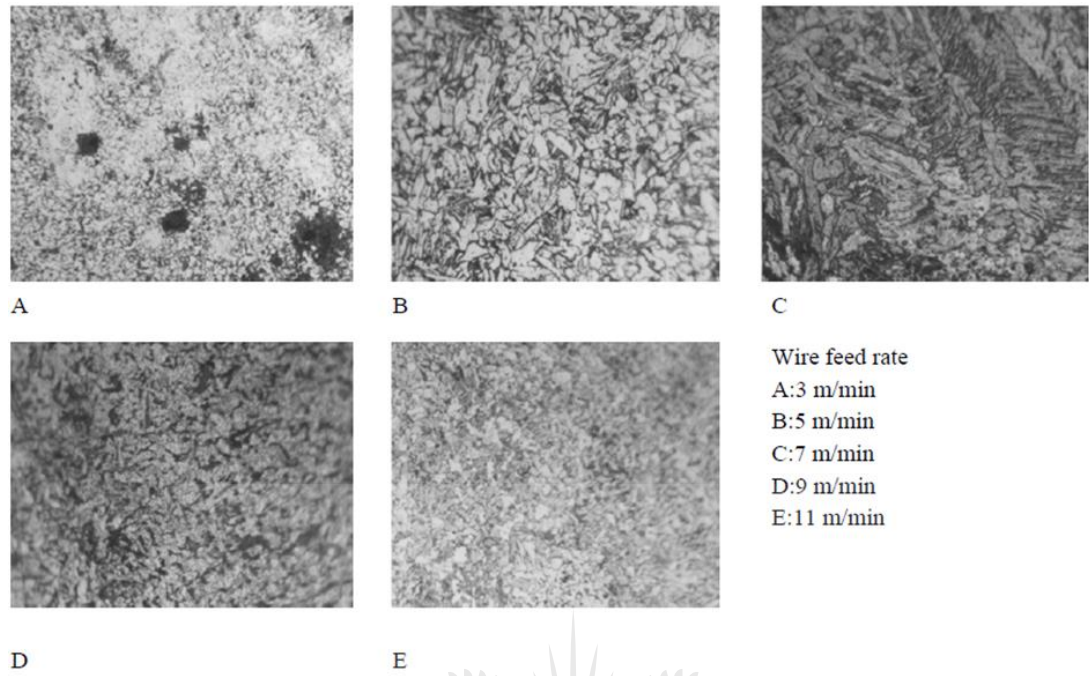 A
B
C
Wire feed rate
A:3 m/min
B:5 m/min
C:7 m/min
D:9 m/min
E:11 m/min
D
E